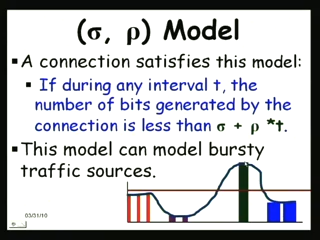 (σ, ρ) Model
▪ A connection satisfies this model:
▪ If during any interval t, the
number of bits generated by the
connection is less than σ + ρ *t.
▪ This model can model bursty
traffic sources.
03/31/10